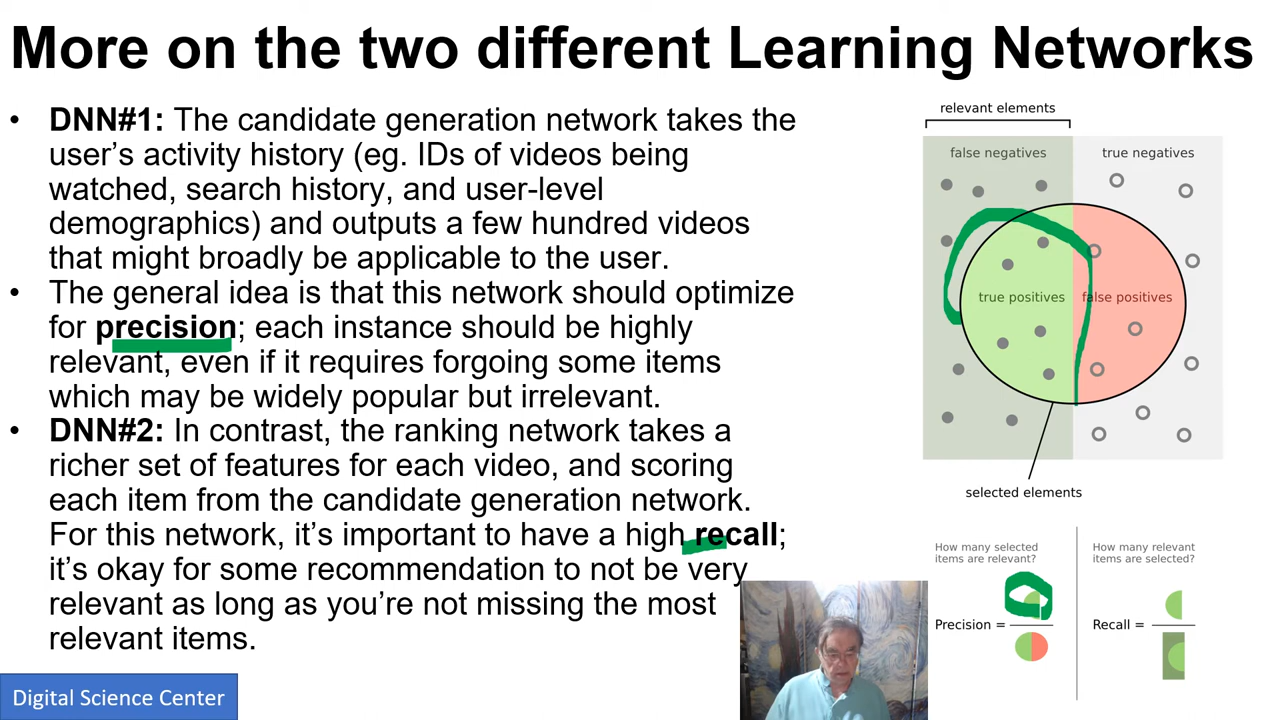 More on the two different Learning Networks
• DNN#1: The candidate generation network takes the
user's activity history (eg. IDs of videos being
watched, search history, and user-level
demographics) and outputs a few hundred videos
that might broadly be applicable to the user.
• The general idea is that this network should optimize
for precision; each instance should be highly
relevant, even if it requires forgoing some items
which may be widely popular but irrelevant.
• DNN#2: In contrast, the ranking network takes a
richer set of features for each video, and scoring
each item from the candidate generation network.
For this network, it's important to have a high recall;
it's okay for some recommendation to not be very
relevant as long as you're not missing the most
relevant items.
Digital Science Center
relevant elements
false negatives
true negatives
true positives
false positives
selected elements
How many selected
items are relevant?
Precision =
How many relevant
items are selected?
Recall =